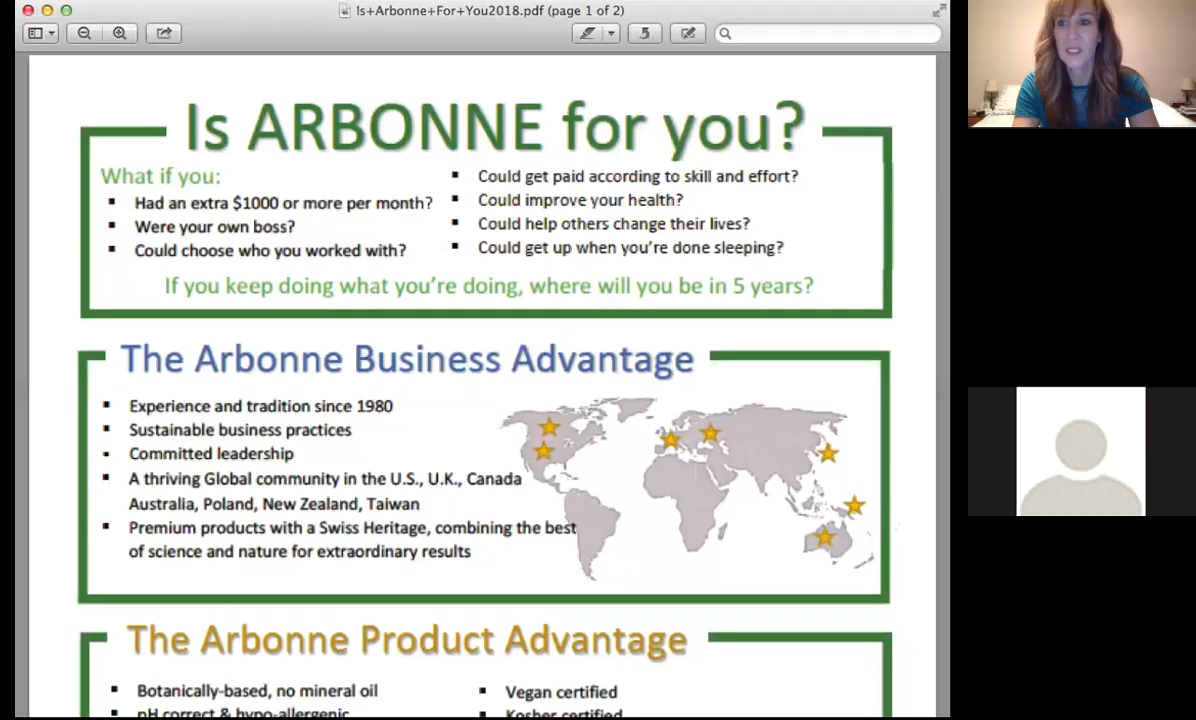 Is+Arbonne+For+You2018.pdf (page 1 of 2)
Is ARBONNE for you?
What if you:
▪ Had an extra $1000 or more per month?
▪ Were your own boss?
▪ Could choose who you worked with?
▪ Could get paid according to skill and effort?
▪ Could improve your health?
▪ Could help others change their lives?
▪ Could get up when you're done sleeping?
If you keep doing what you're doing, where will you be in 5 years?
The Arbonne Business Advantage
▪ Experience and tradition since 1980
▪ Sustainable business practices
▪ Committed leadership
▪ A thriving Global community in the U.S., U.K., Canada
Australia, Poland, New Zealand, Taiwan
▪ Premium products with a Swiss Heritage, combining the best
of science and nature for extraordinary results
The Arbonne Product Advantage
▪ Botanically-based, no mineral oil
▪ pH correct & hypo-allergenic
▪ Vegan certified
▪ Kosher certified